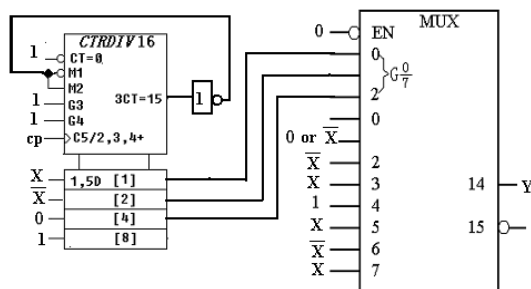 CTRDIV16
1 CT=0
M1
M2
1 G3 3CT=15 1
1 G4
cp C5/2,3,4+
X 1,5D [1]
X̅ [2]
0 [4]
1 [8]
MUX
0 EN
0
G 0/7
2
0
0 or X̅
X̅ 2
X 3 14 Y
1 4
X 5 15
X̅ 6
X 7